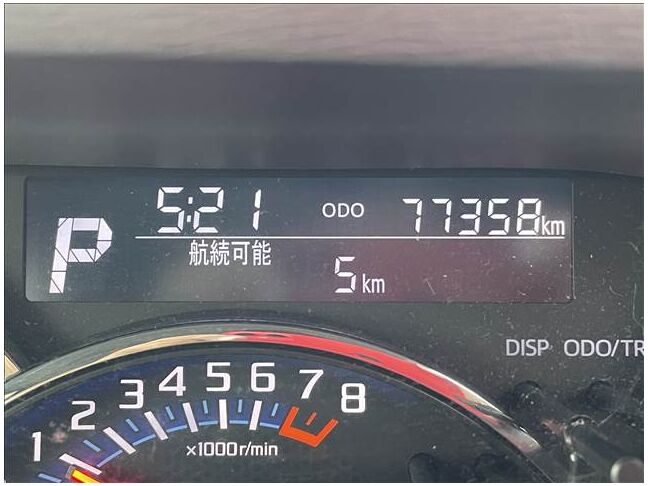 P
5:21 ODO 77358km
航続可能
5km
DISP ODO/TR
1 2 3 4 5 6 7 8
×1000r/min